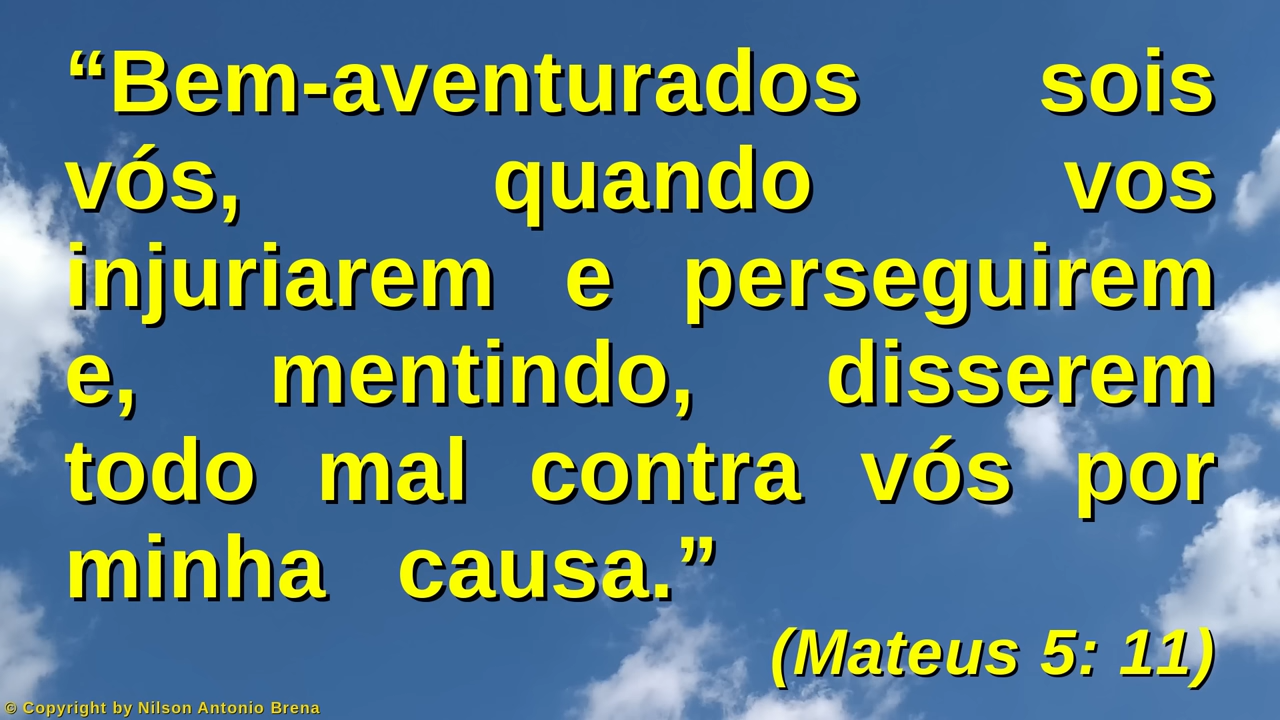 “Bem-aventurados sois
vós, quando vos
injuriarem e perseguirem
e, mentindo, disserem
todo mal contra vós por
minha causa.”
(Mateus 5: 11)
© Copyright by Nilson Antonio Brena